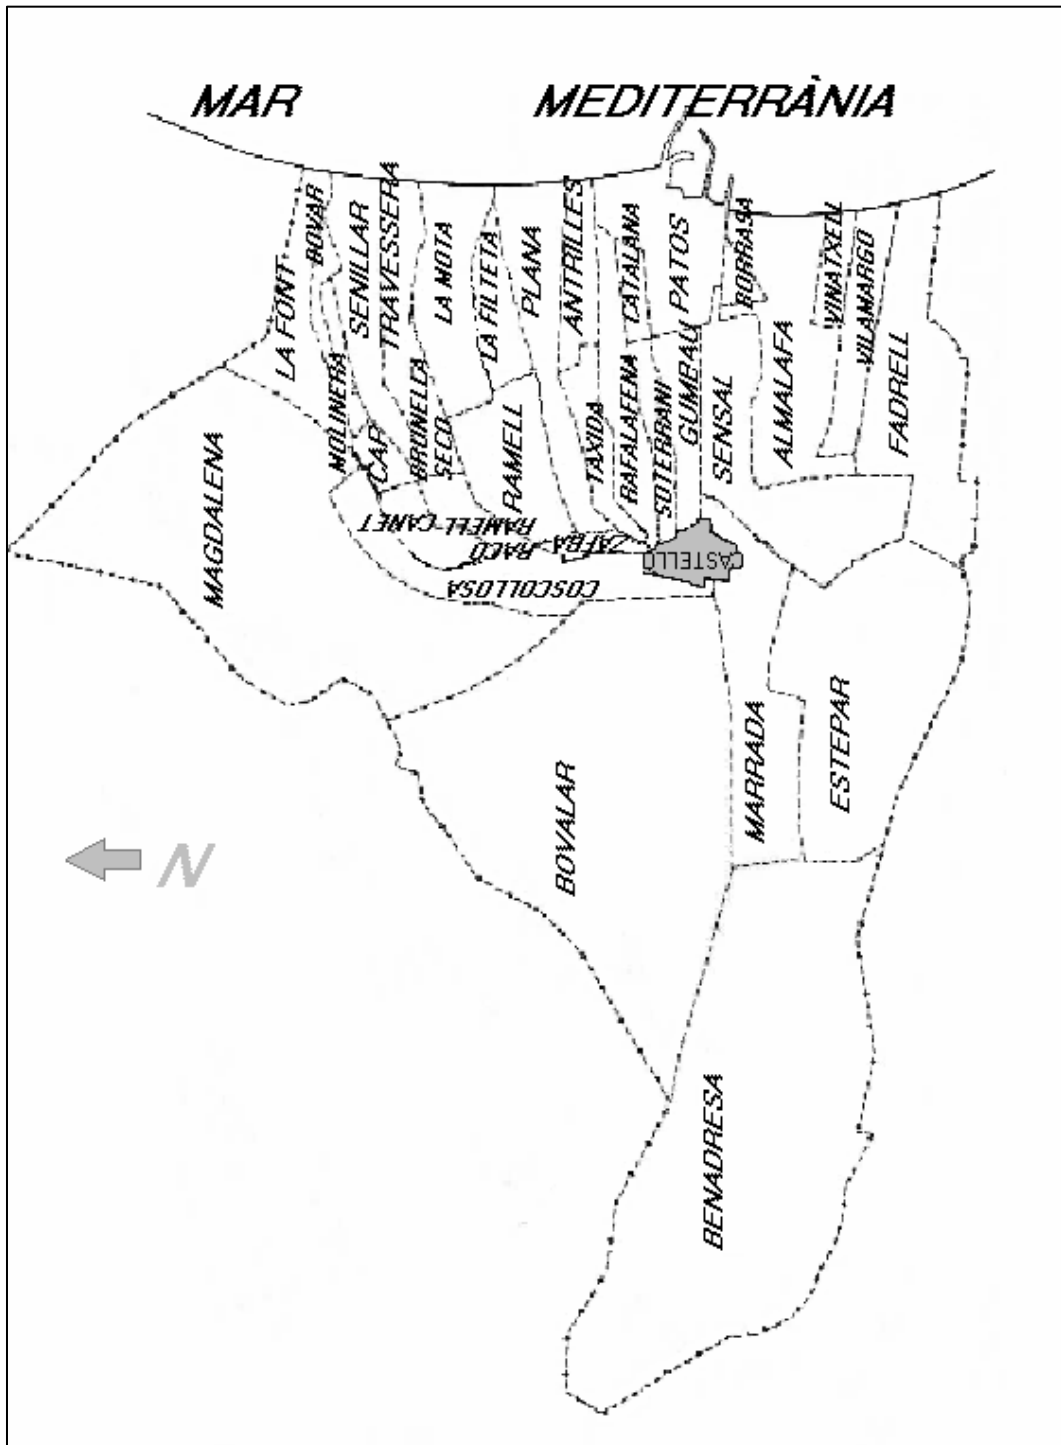 MAR MEDITERRÀNIA
LA FONT
BOVAR
SENILLAR
TRAVESSERA
LA MOTA
LA FILTETA
PLANA
ANTRILLES
CATALANA
PATOS
BORRASA
VINATXELL
VILAMARGO
MOLINERA
CAP
BRUNELLA
SECO
RAMELL
TAXIDA
RAFALAFENA
SOTERRANI
GUMBAU
SENSAL
ALMALAFA
FADRELL
MAGDALENA
RAMELL-CANET
RACÓ
ZAFRA
COSCOLLOSA
CASTELLÓ
BOVALAR
MARRADA
ESTEPAR
N
BENADRESA